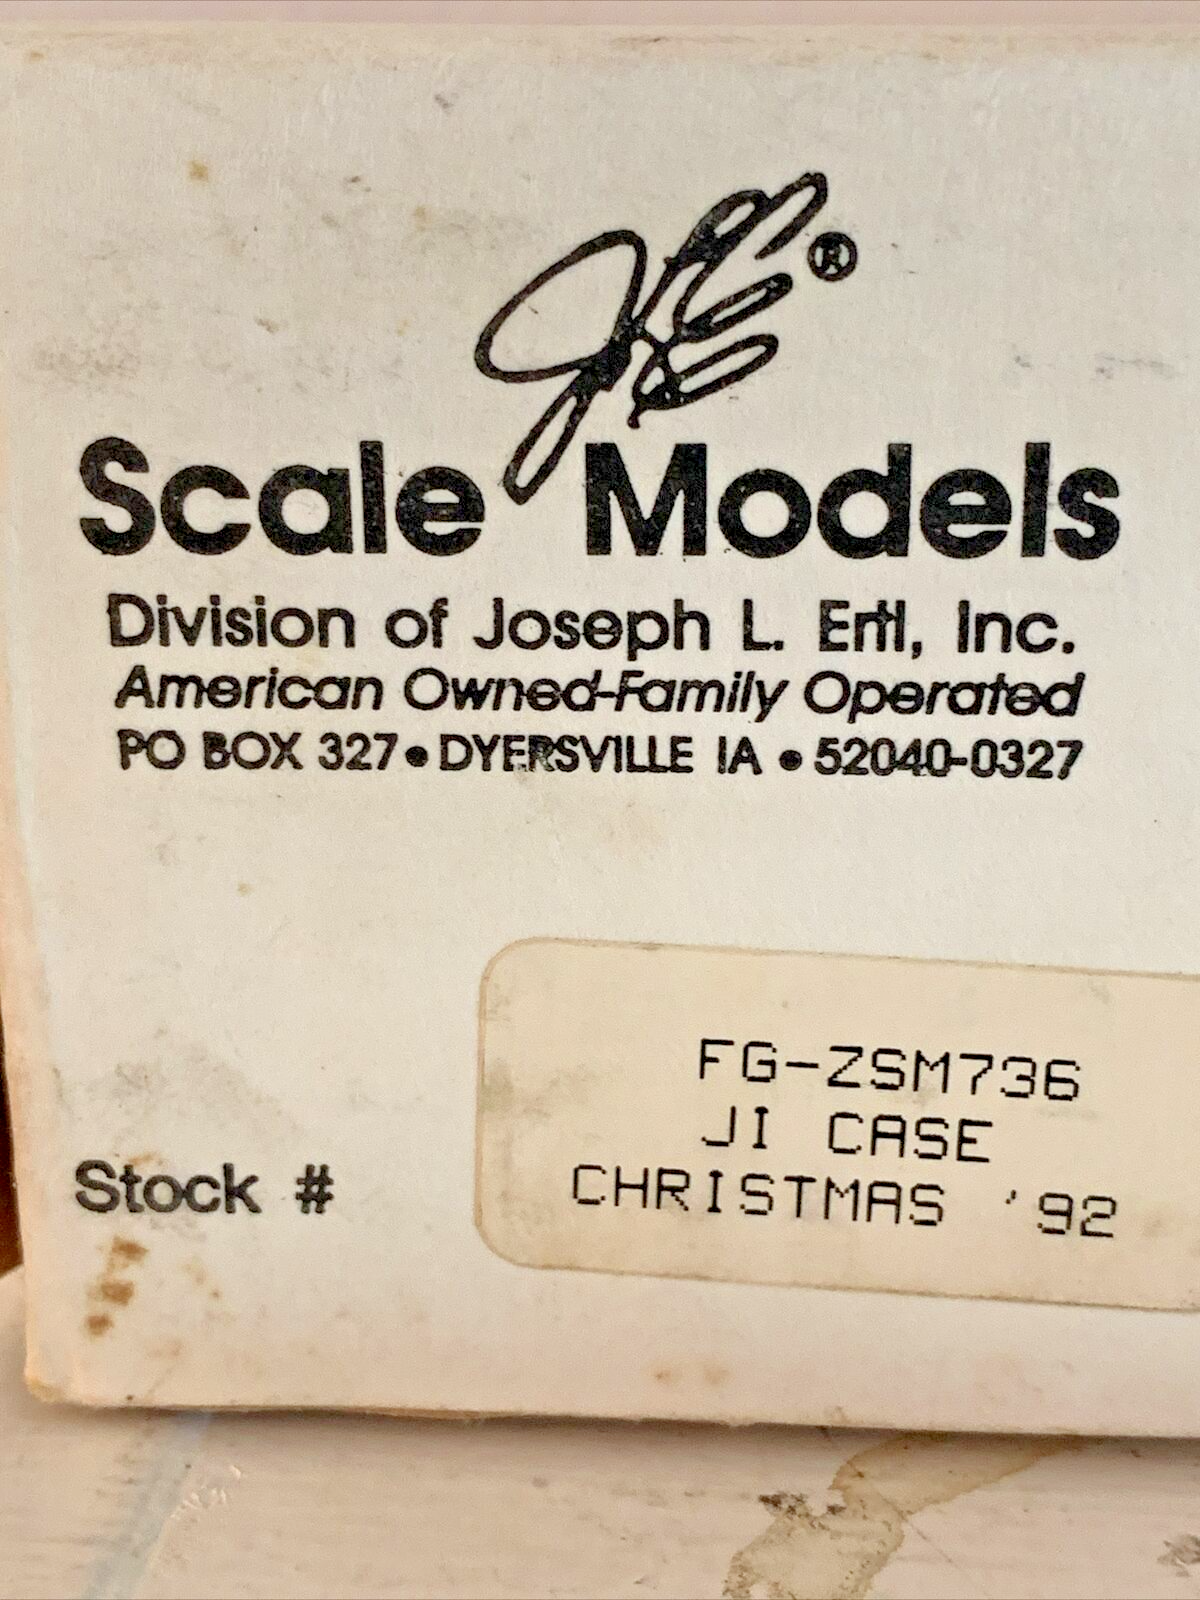 JLE®
Scale Models
Division of Joseph L. Ertl, Inc.
American Owned-Family Operated
PO BOX 327 • DYERSVILLE IA • 52040-0327
FG-ZSM736
JI CASE
CHRISTMAS '92
Stock #